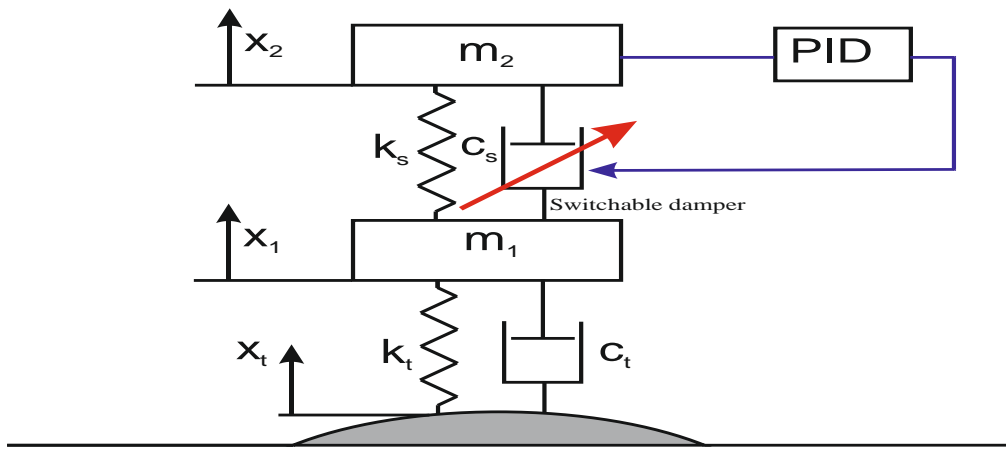 x₂
m₂
PID
kₛ
cₛ
Switchable damper
x₁
m₁
xₜ
kₜ
cₜ